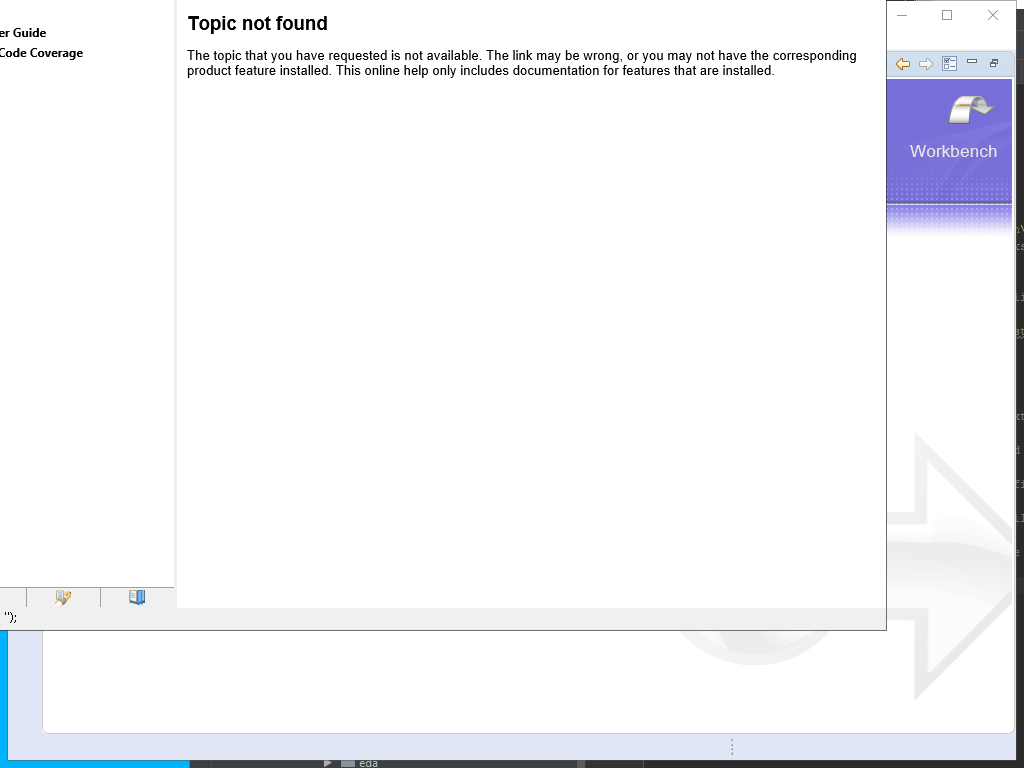 Topic not found
er Guide
Code Coverage
The topic that you have requested is not available. The link may be wrong, or you may not have the corresponding
product feature installed. This online help only includes documentation for features that are installed.
Workbench
");
eda